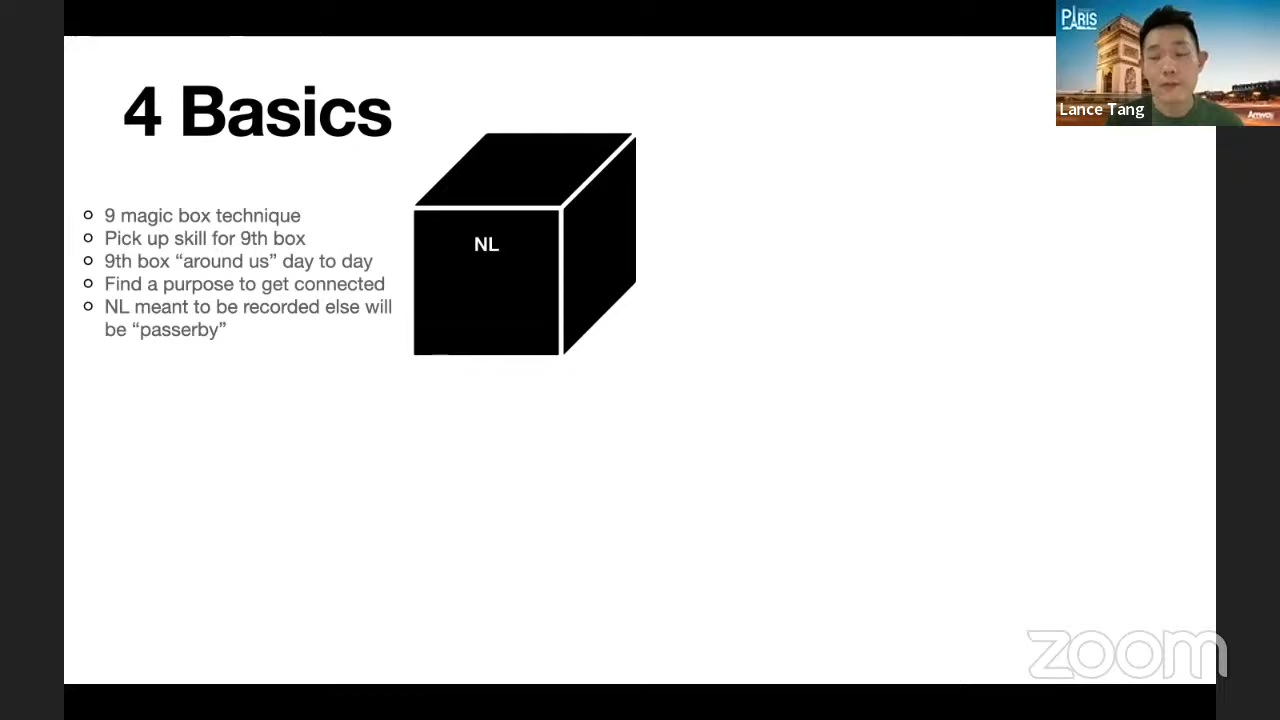 4 Basics
9 magic box technique
Pick up skill for 9th box
9th box “around us” day to day
Find a purpose to get connected
NL meant to be recorded else will
be “passerby”
NL
PARIS
Lance Tang
Amway
zoom